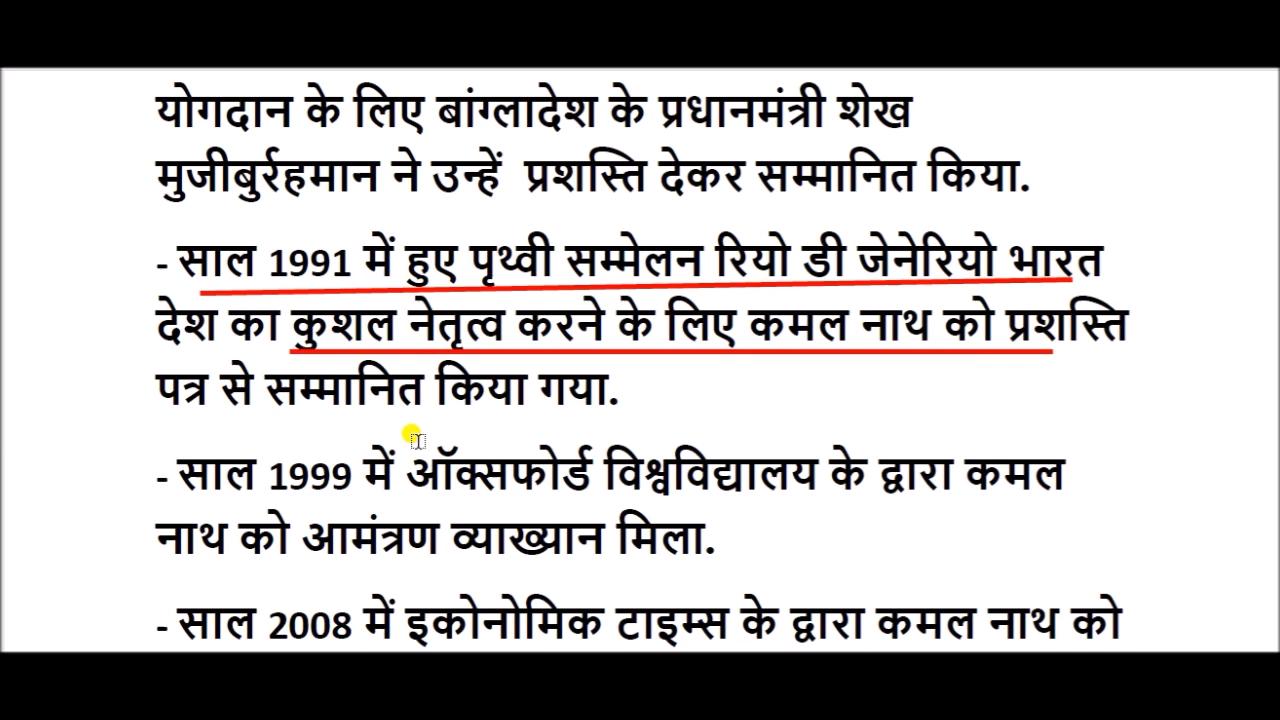 योगदान के लिए बांग्लादेश के प्रधानमंत्री शेख
मुजीबुर्रहमान ने उन्हें प्रशस्ति देकर सम्मानित किया.
- साल 1991 में हुए पृथ्वी सम्मेलन रियो डी जेनेरियो भारत
देश का कुशल नेतृत्व करने के लिए कमल नाथ को प्रशस्ति
पत्र से सम्मानित किया गया.
- साल 1999 में ऑक्सफोर्ड विश्वविद्यालय के द्वारा कमल
नाथ को आमंत्रण व्याख्यान मिला.
- साल 2008 में इकोनोमिक टाइम्स के द्वारा कमल नाथ को